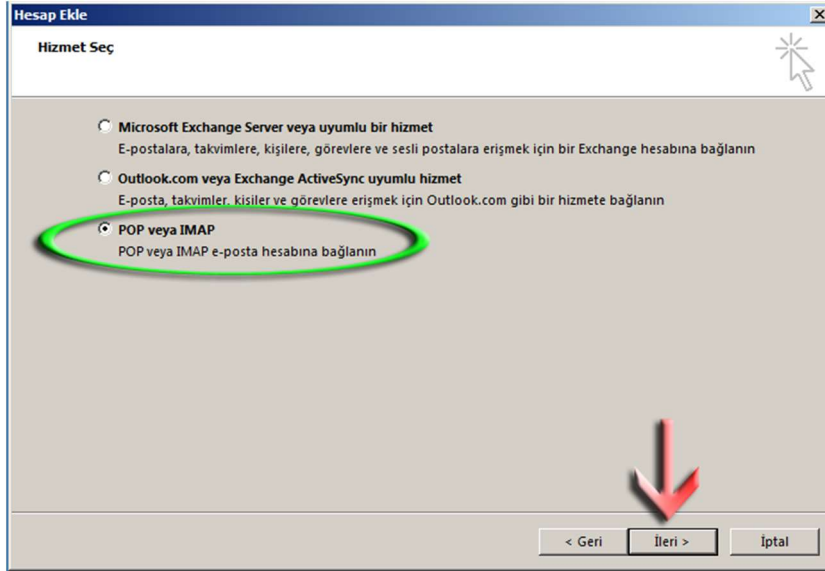 Hesap Ekle
Hizmet Seç
Microsoft Exchange Server veya uyumlu bir hizmet
E-postalara, takvimlere, kişilere, görevlere ve sesli postalara erişmek için bir Exchange hesabına bağlanın
Outlook.com veya Exchange ActiveSync uyumlu hizmet
E-posta, takvimler, kişiler ve görevlere erişmek için Outlook.com gibi bir hizmete bağlanın
POP veya IMAP
POP veya IMAP e-posta hesabına bağlanın
< Geri İleri > İptal